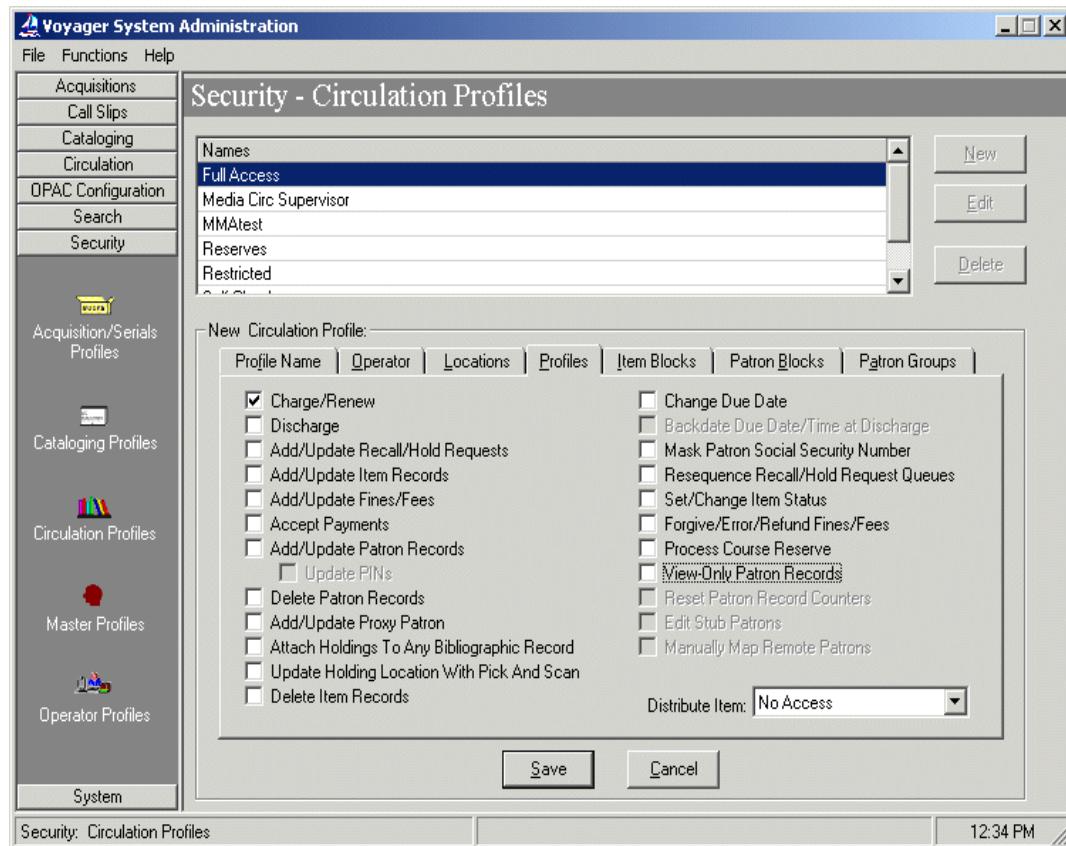 Voyager System Administration
File Functions Help
Acquisitions
Call Slips
Cataloging
Circulation
OPAC Configuration
Search
Security
Acquisition/Serials
Profiles
Cataloging Profiles
Circulation Profiles
Master Profiles
Operator Profiles
System
Security - Circulation Profiles
Names
Full Access
Media Circ Supervisor
MMAtest
Reserves
Restricted
New
Edit
Delete
New Circulation Profile:
Profile Name Operator Locations Profiles Item Blocks Patron Blocks Patron Groups
Charge/Renew
Discharge
Add/Update Recall/Hold Requests
Add/Update Item Records
Add/Update Fines/Fees
Accept Payments
Add/Update Patron Records
Update PINs
Delete Patron Records
Add/Update Proxy Patron
Attach Holdings To Any Bibliographic Record
Update Holding Location With Pick And Scan
Delete Item Records
Change Due Date
Backdate Due Date/Time at Discharge
Mask Patron Social Security Number
Resequence Recall/Hold Request Queues
Set/Change Item Status
Forgive/Error/Refund Fines/Fees
Process Course Reserve
View-Only Patron Records
Reset Patron Record Counters
Edit Stub Patrons
Manually Map Remote Patrons
Distribute Item: No Access
Save Cancel
Security: Circulation Profiles
12:34 PM